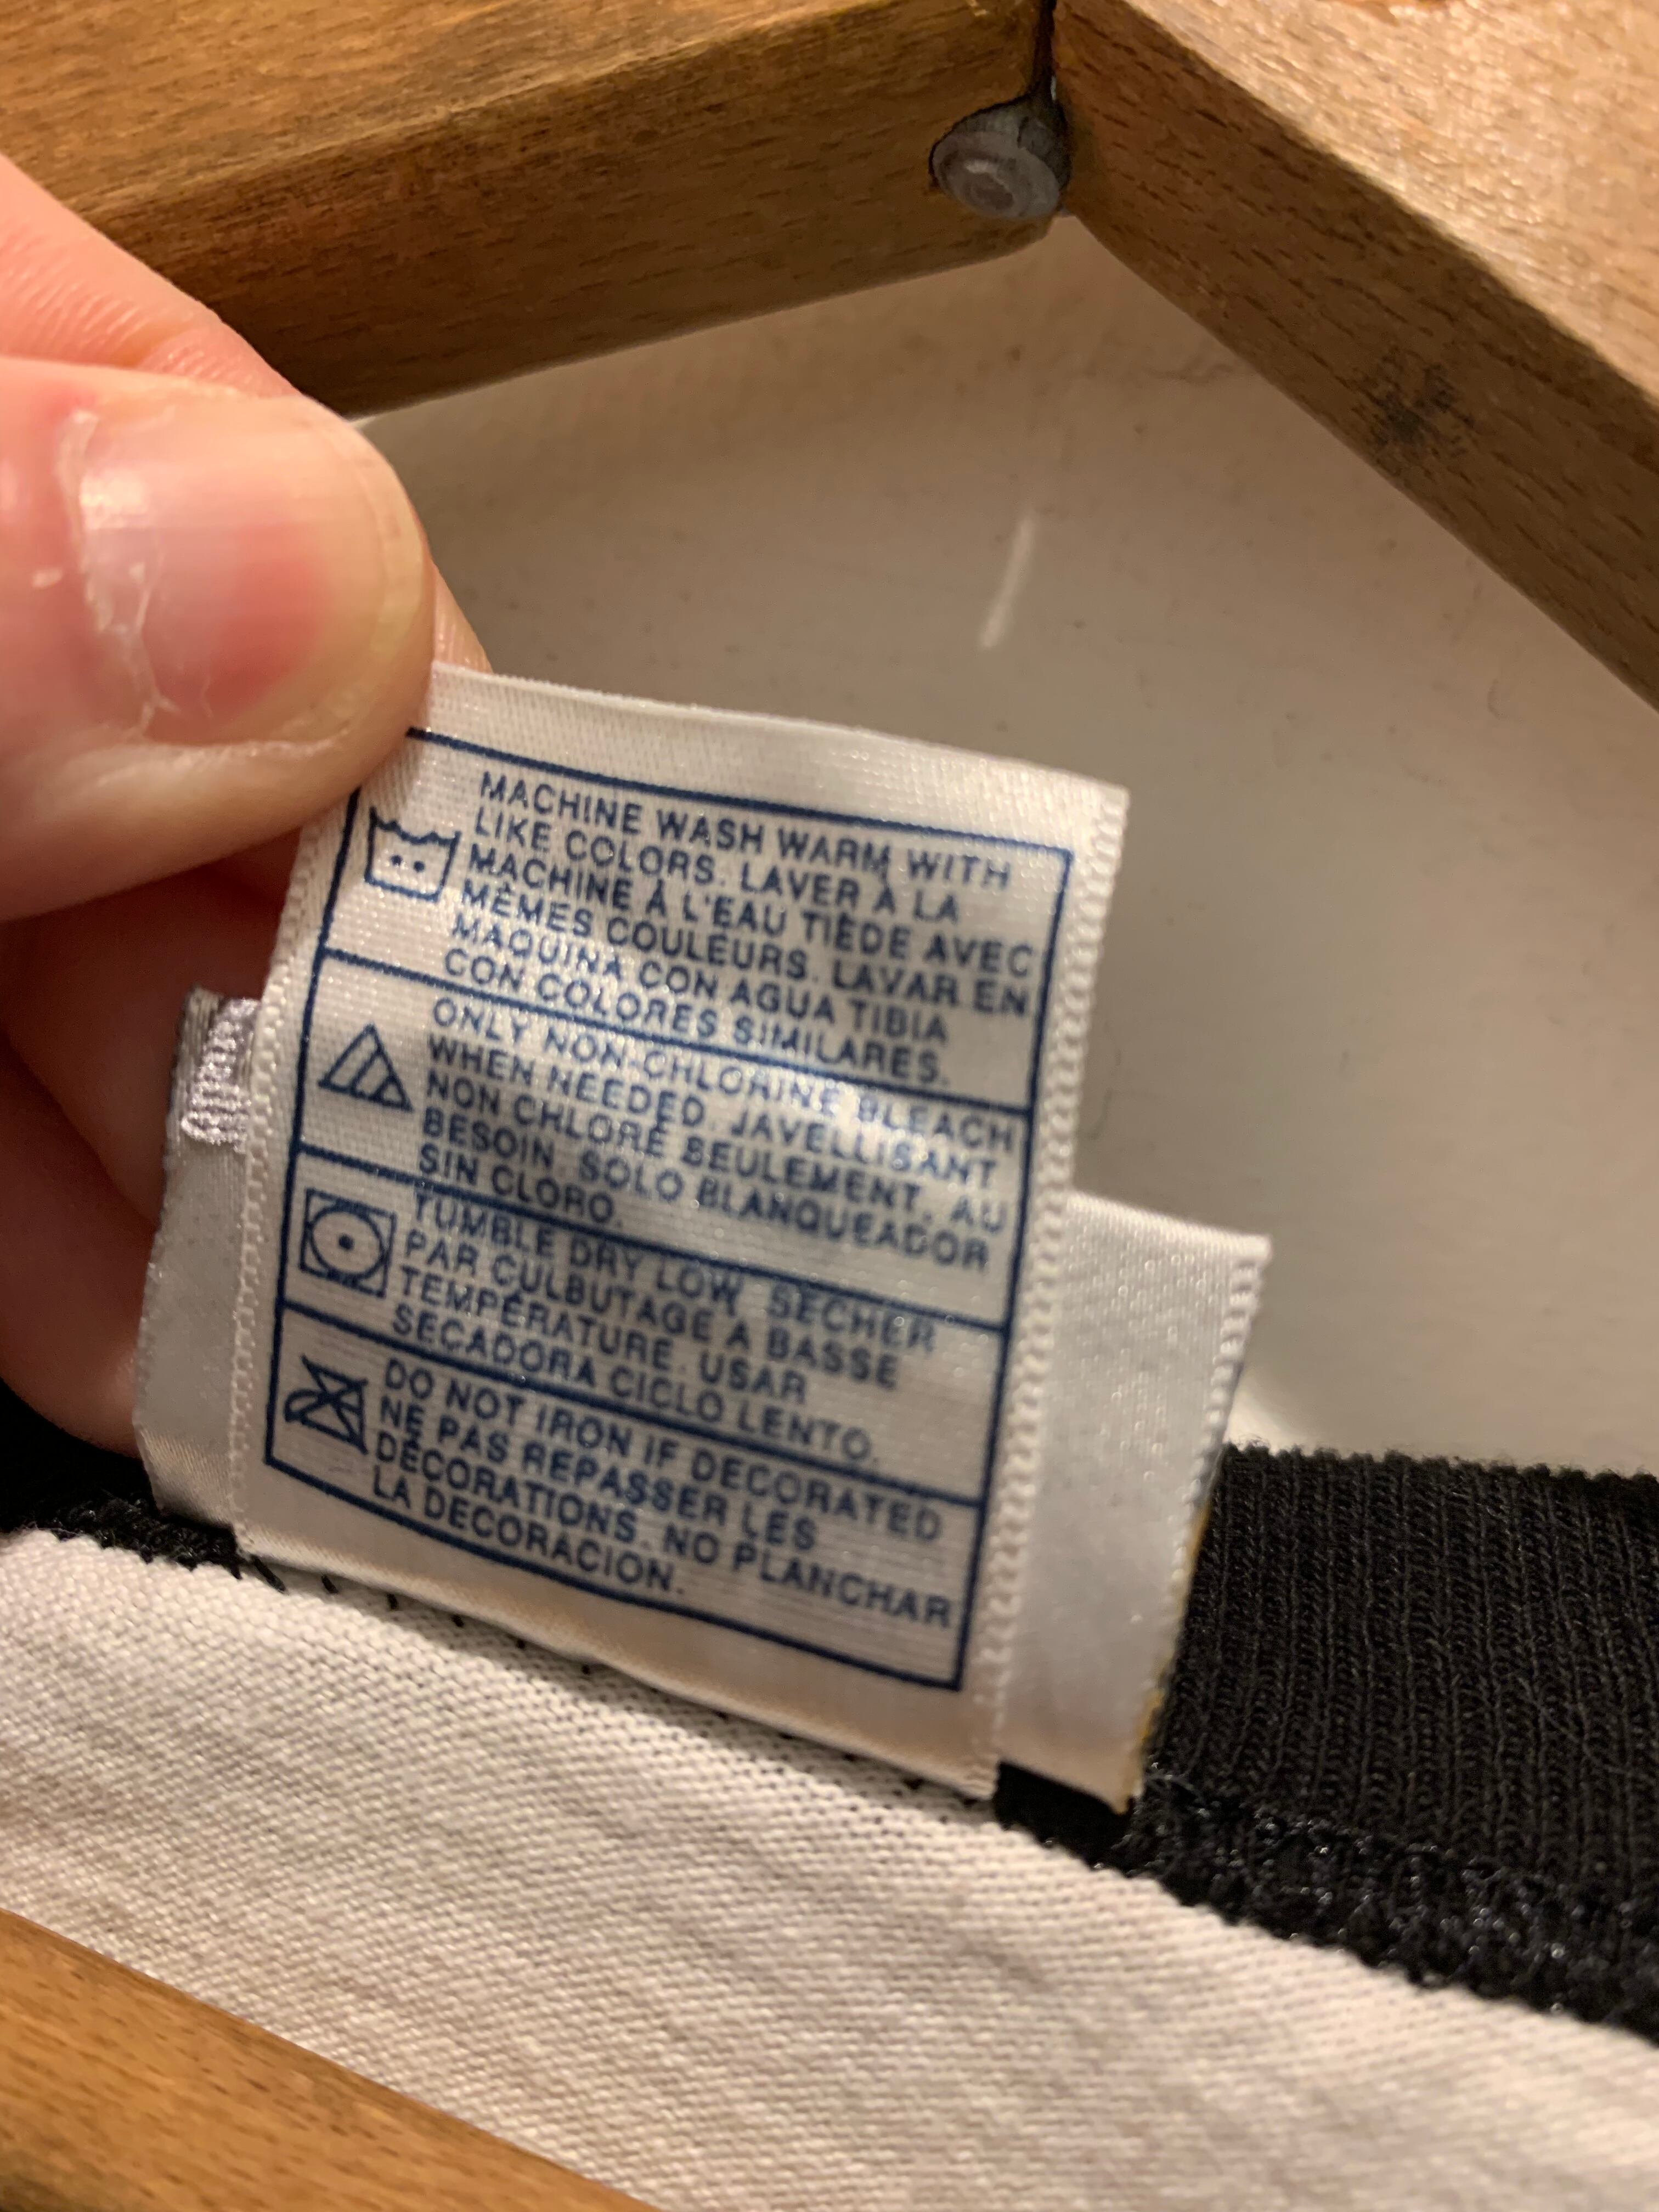 MACHINE WASH WARM WITH
LIKE COLORS. LAVER À LA
MACHINE À L'EAU TIÈDE AVEC
MÊMES COULEURS. LAVAR EN
MAQUINA CON AGUA TIBIA
CON COLORES SIMILARES.
ONLY NON-CHLORINE BLEACH
WHEN NEEDED. JAVELLISANT
NON CHLORÉ SEULEMENT, AU
BESOIN. SOLO BLANQUEADOR
SIN CLORO.
TUMBLE DRY LOW. SÉCHER
PAR CULBUTAGE À BASSE
TEMPÉRATURE. USAR
SECADORA CICLO LENTO.
DO NOT IRON IF DECORATED
NE PAS REPASSER LES
DÉCORATIONS. NO PLANCHAR
LA DECORACION.